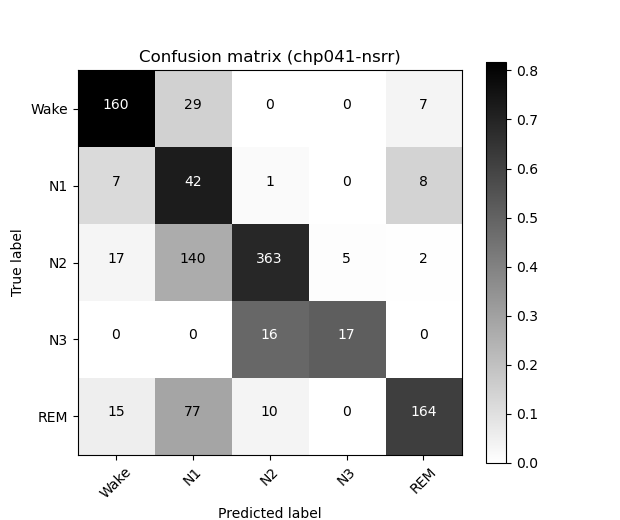 Confusion matrix (chp041-nsrr)
True label
Wake 160 29 0 0 7
N1 7 42 1 0 8
N2 17 140 363 5 2
N3 0 0 16 17 0
REM 15 77 10 0 164
Wake N1 N2 N3 REM
Predicted label
0.8
0.7
0.6
0.5
0.4
0.3
0.2
0.1
0.0